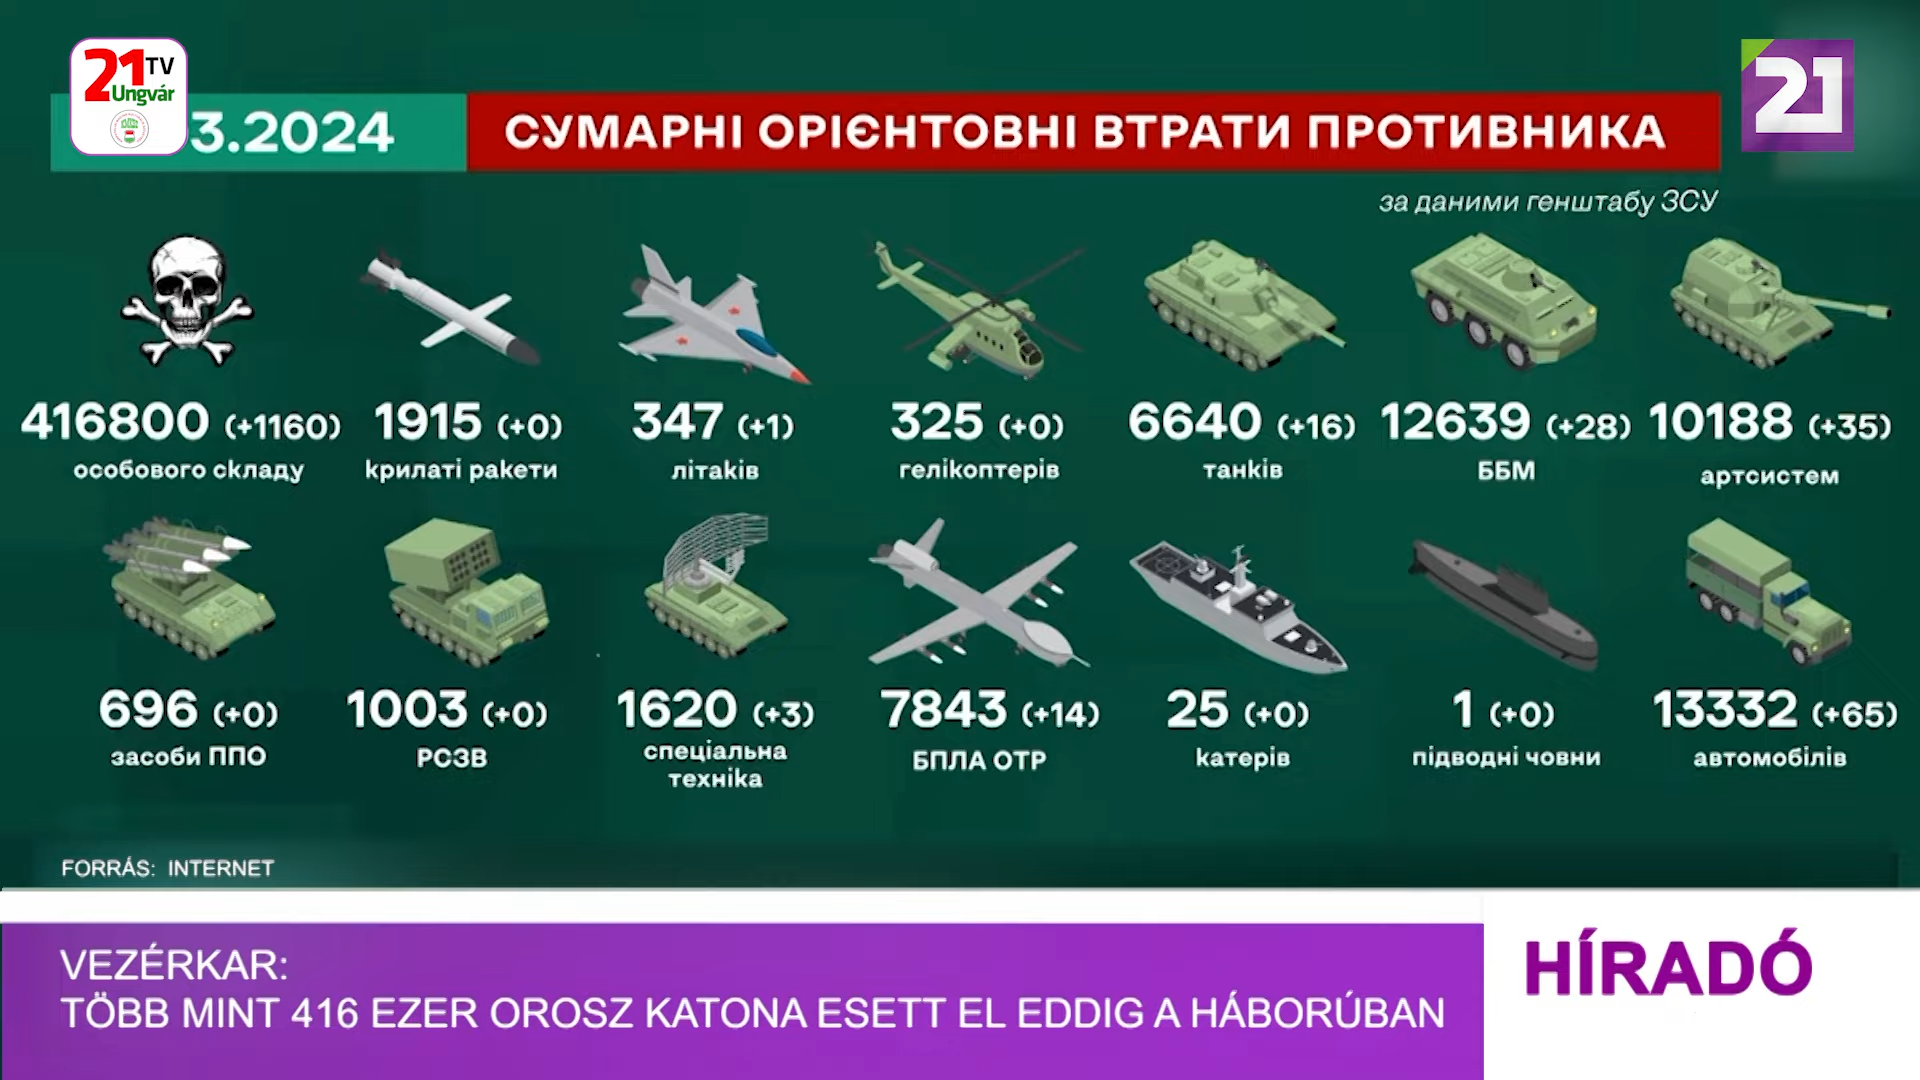 21 TV
Ungvár
21
3.2024
СУМАРНІ ОРІЄНТОВНІ ВТРАТИ ПРОТИВНИКА
за даними генштабу ЗСУ
416800 (+1160)
особового складу
1915 (+0)
крилаті ракети
347 (+1)
літаків
325 (+0)
гелікоптерів
6640 (+16)
танків
12639 (+28)
ББМ
10188 (+35)
артсистем
696 (+0)
засоби ППО
1003 (+0)
РСЗВ
1620 (+3)
спеціальна
техніка
7843 (+14)
БПЛА ОТР
25 (+0)
катерів
1 (+0)
підводні човни
13332 (+65)
автомобілів
FORRÁS: INTERNET
VEZÉRKAR:
TÖBB MINT 416 EZER OROSZ KATONA ESETT EL EDDIG A HÁBORÚBAN
HÍRADÓ